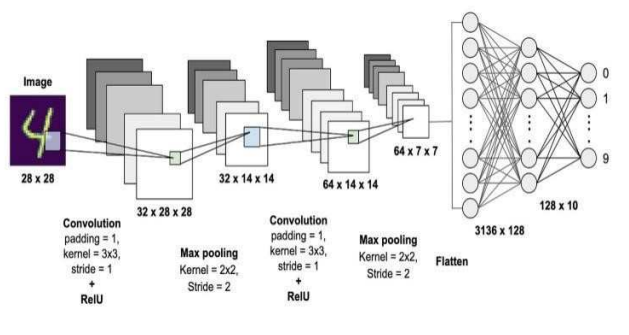 Image
28 x 28
32 x 28 x 28
32 x 14 x 14
64 x 14 x 14
64 x 7 x 7
0
1
9
3136 x 128
128 x 10
Convolution
padding = 1,
kernel = 3x3,
stride = 1
+
RelU
Max pooling
Kernel = 2x2,
Stride = 2
Convolution
padding = 1,
kernel = 3x3,
stride = 1
+
RelU
Max pooling
Kernel = 2x2,
Stride = 2
Flatten